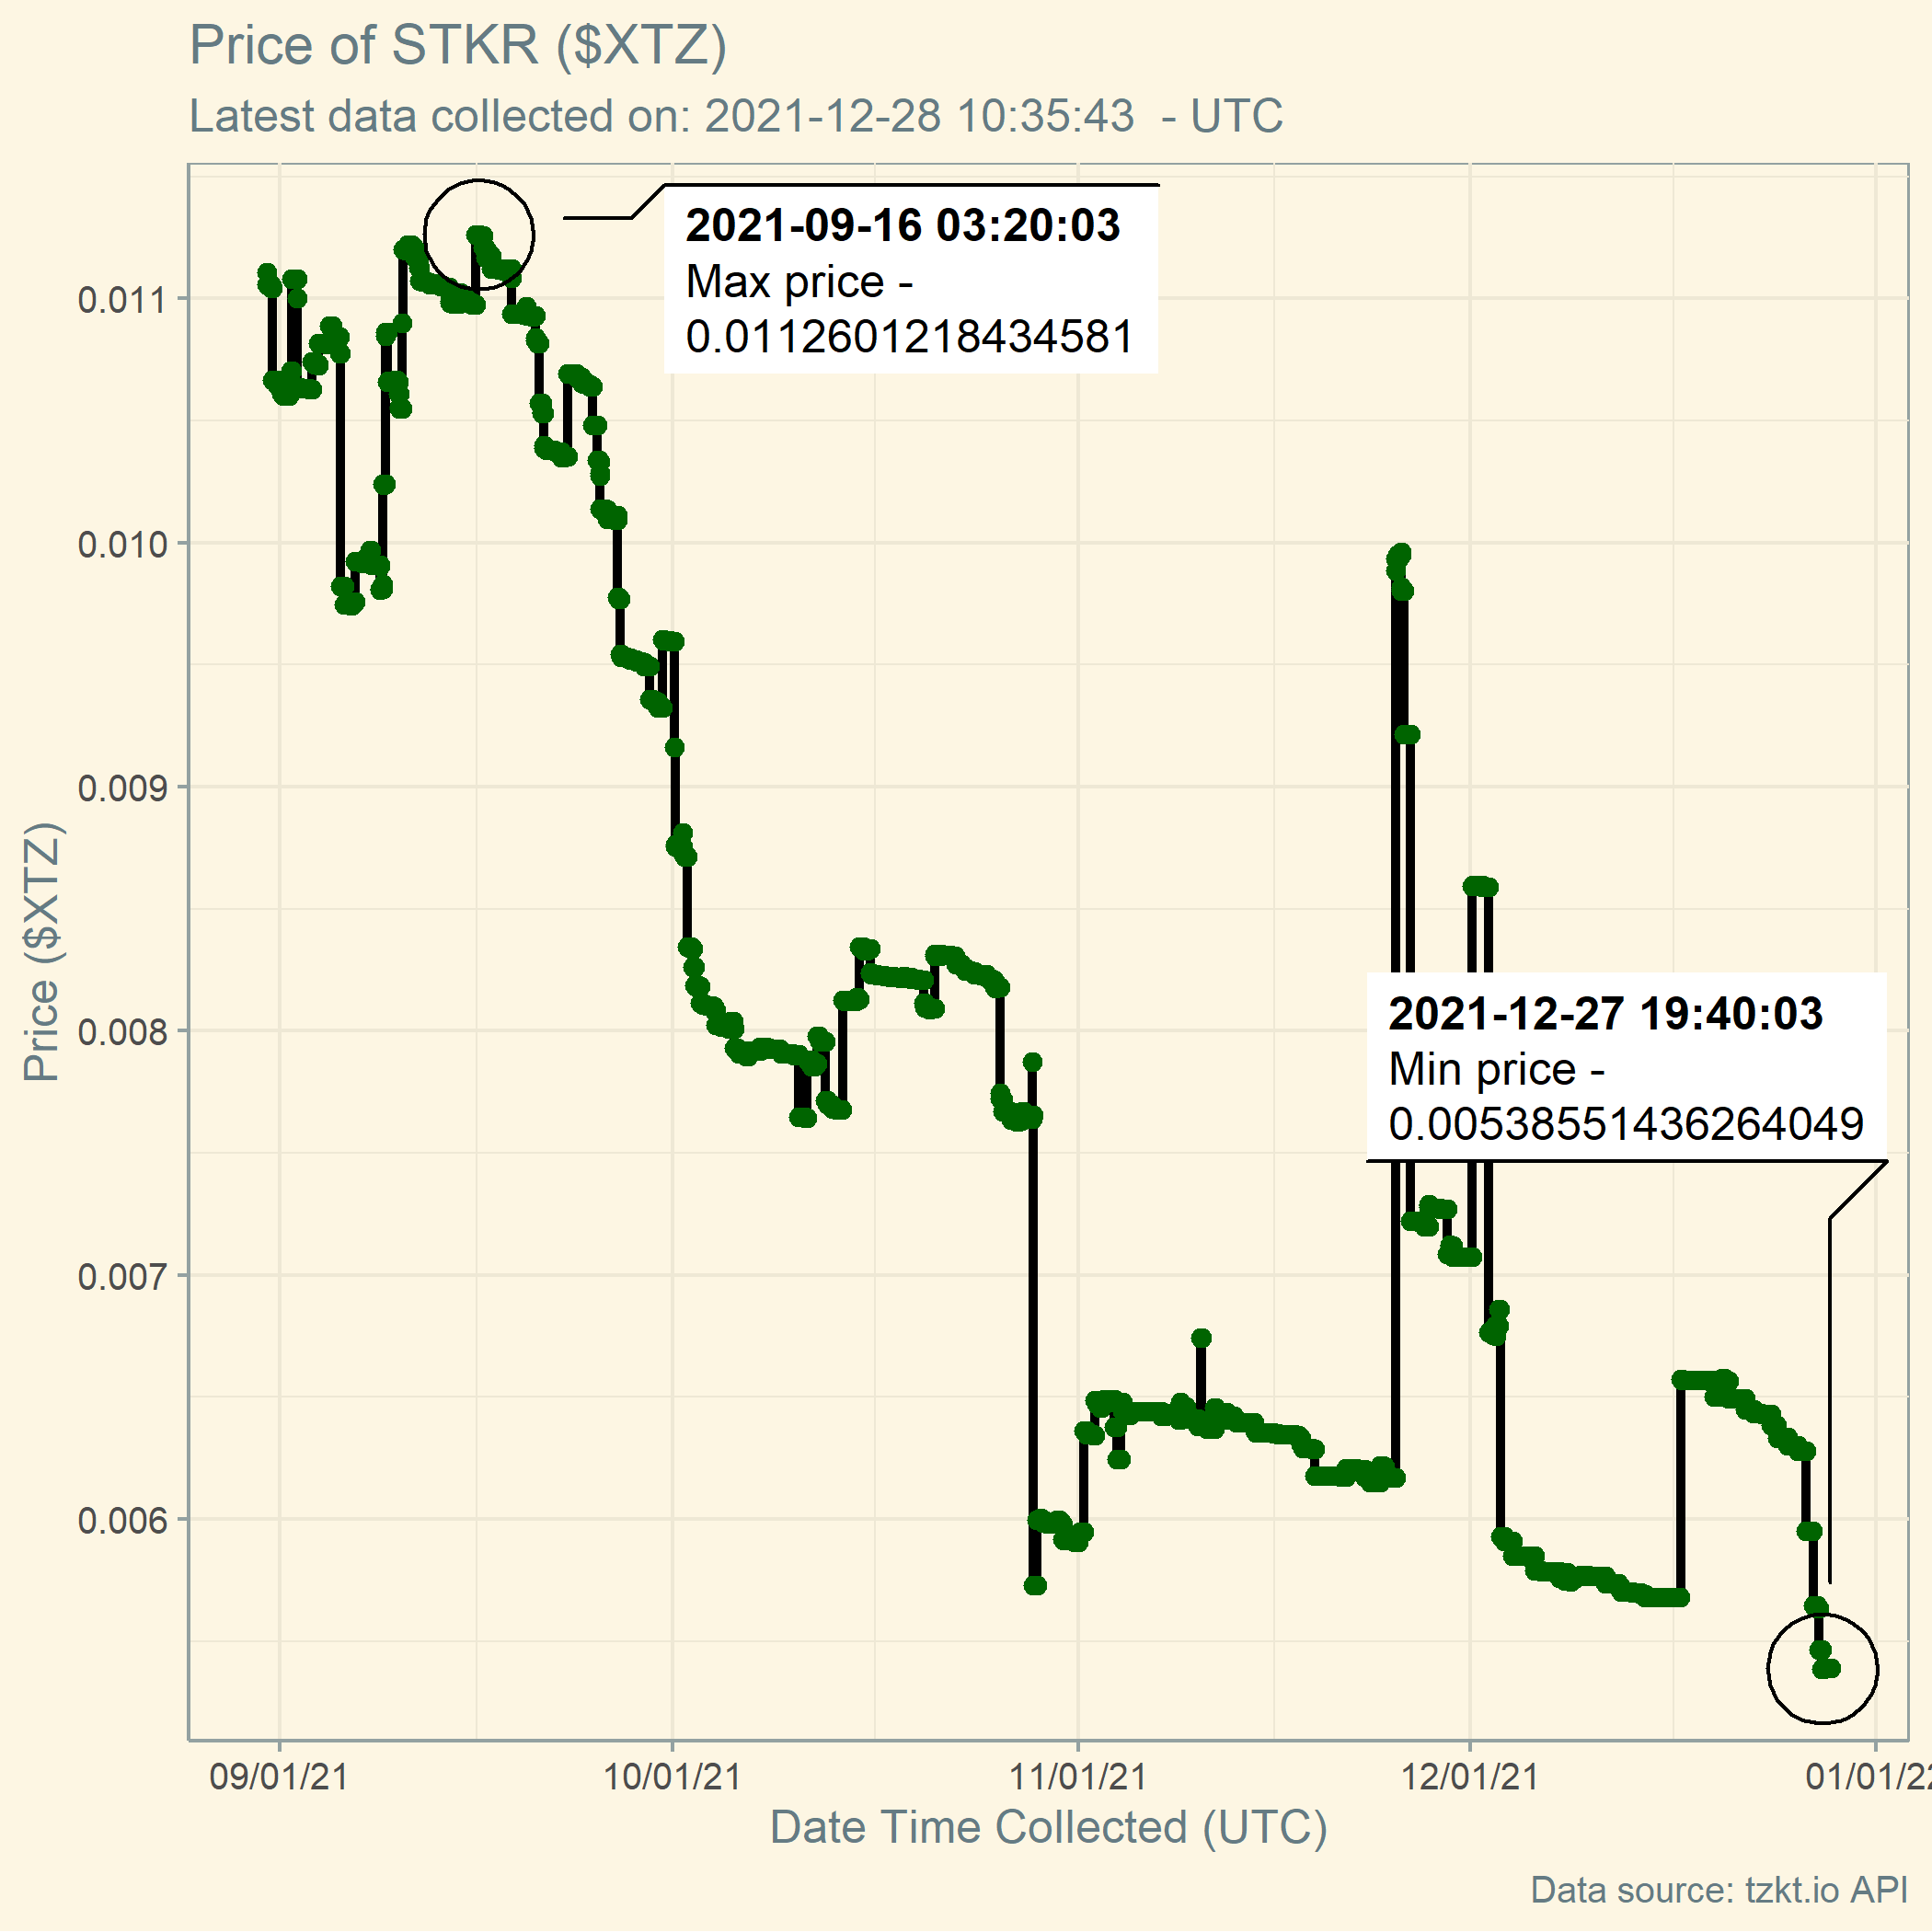 Price of STKR ($XTZ)
Latest data collected on: 2021-12-28 10:35:43  - UTC
2021-09-16 03:20:03
Max price -
0.0112601218434581
0.011
0.010
0.009
0.008
0.007
0.006
Price ($XTZ)
2021-12-27 19:40:03
Min price -
0.00538551436264049
09/01/21
10/01/21
11/01/21
12/01/21
01/01/22
Date Time Collected (UTC)
Data source: tzkt.io API